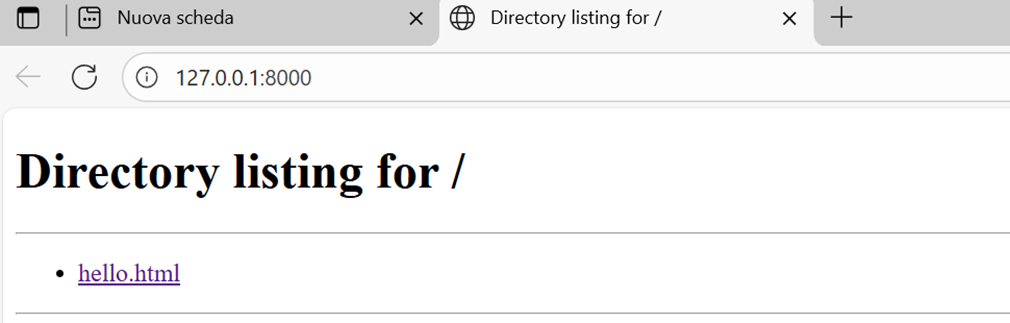 Nuova scheda
Directory listing for /
127.0.0.1:8000
Directory listing for /
hello.html